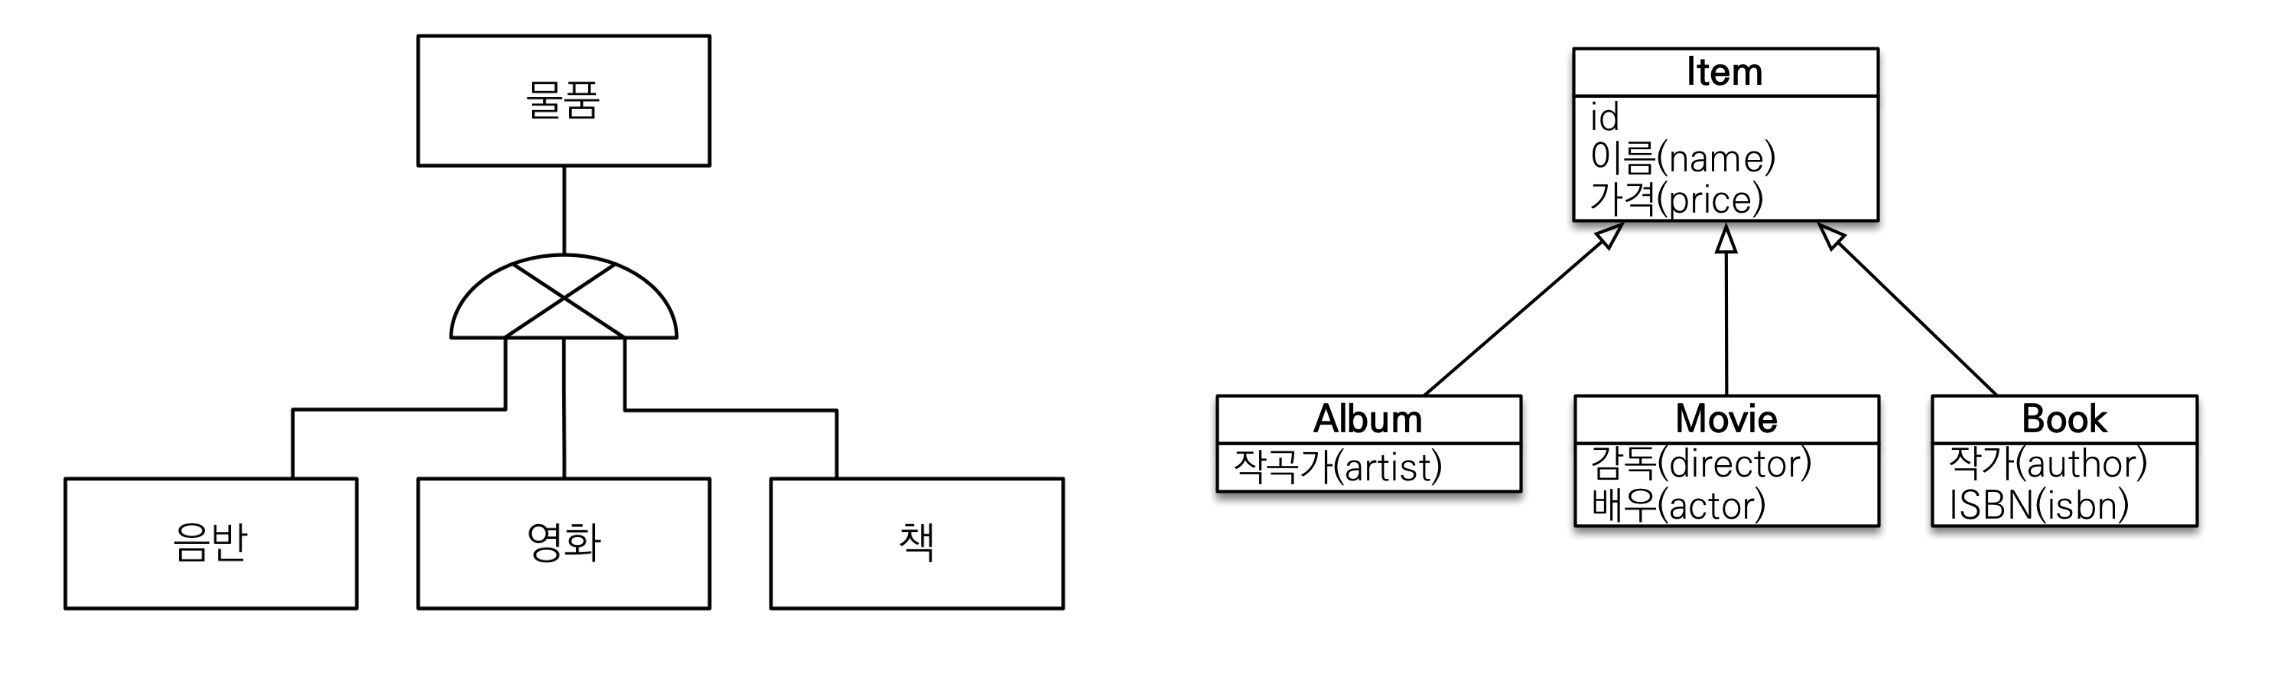 물품
음반
영화
책
Item
id
이름(name)
가격(price)
Album
작곡가(artist)
Movie
감독(director)
배우(actor)
Book
작가(author)
ISBN(isbn)